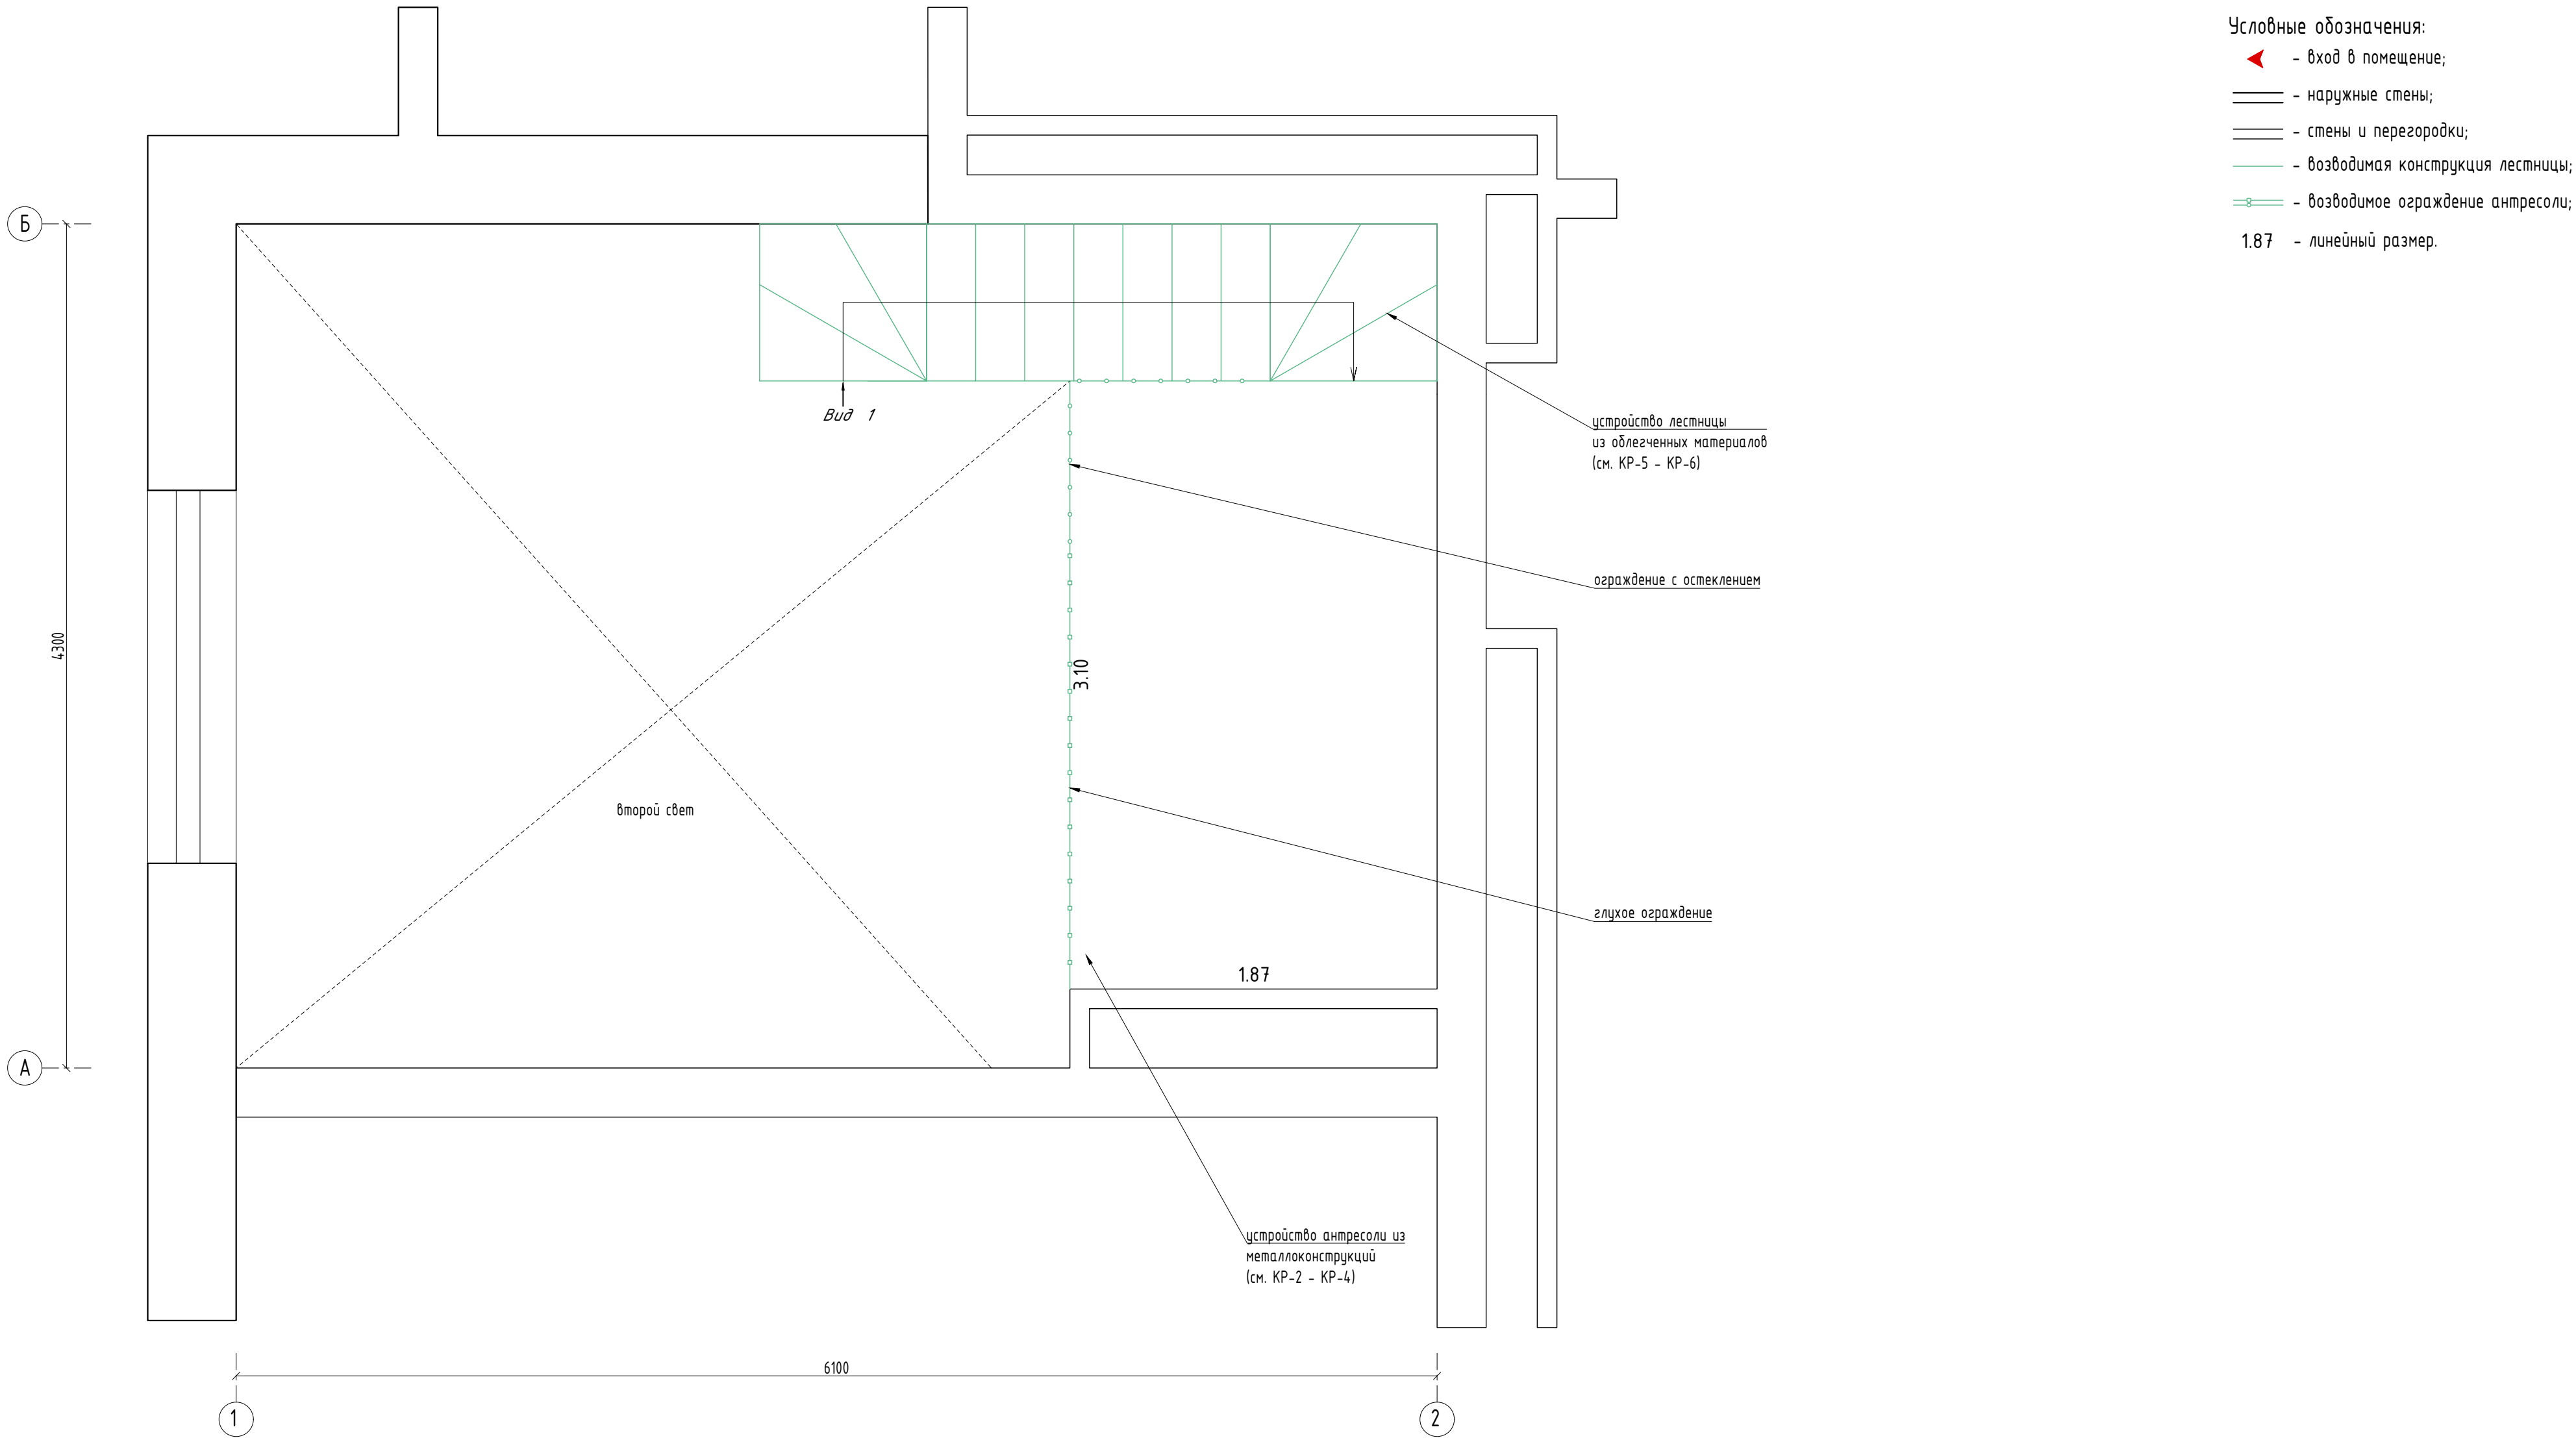 Условные обозначения:
- вход в помещение;
- наружные стены;
- стены и перегородки;
- возводимая конструкция лестницы;
- возводимое ограждение антресоли;
1.87 - линейный размер.
Б
Вид 1
устройство лестницы
из облегченных материалов
(см. КР-5 - КР-6)
ограждение с остеклением
4300
3.10
второй свет
глухое ограждение
1.87
А
устройство антресоли из
металлоконструкций
(см. КР-2 - КР-4)
6100
1
2